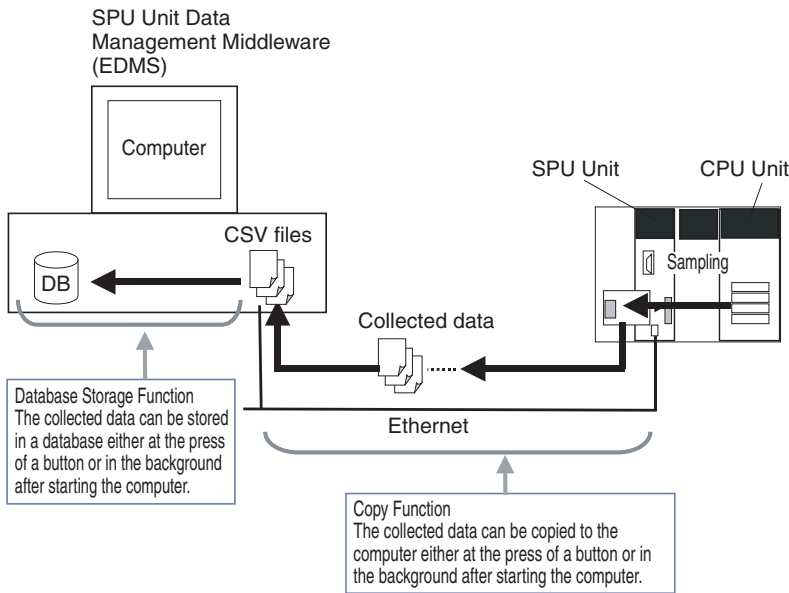 SPU Unit Data
Management Middleware
(EDMS)
Computer
SPU Unit
CPU Unit
CSV files
Sampling
DB
Collected data
Database Storage Function
The collected data can be stored
in a database either at the press
of a button or in the background
after starting the computer.
Ethernet
Copy Function
The collected data can be copied to the
computer either at the press of a button or in
the background after starting the computer.